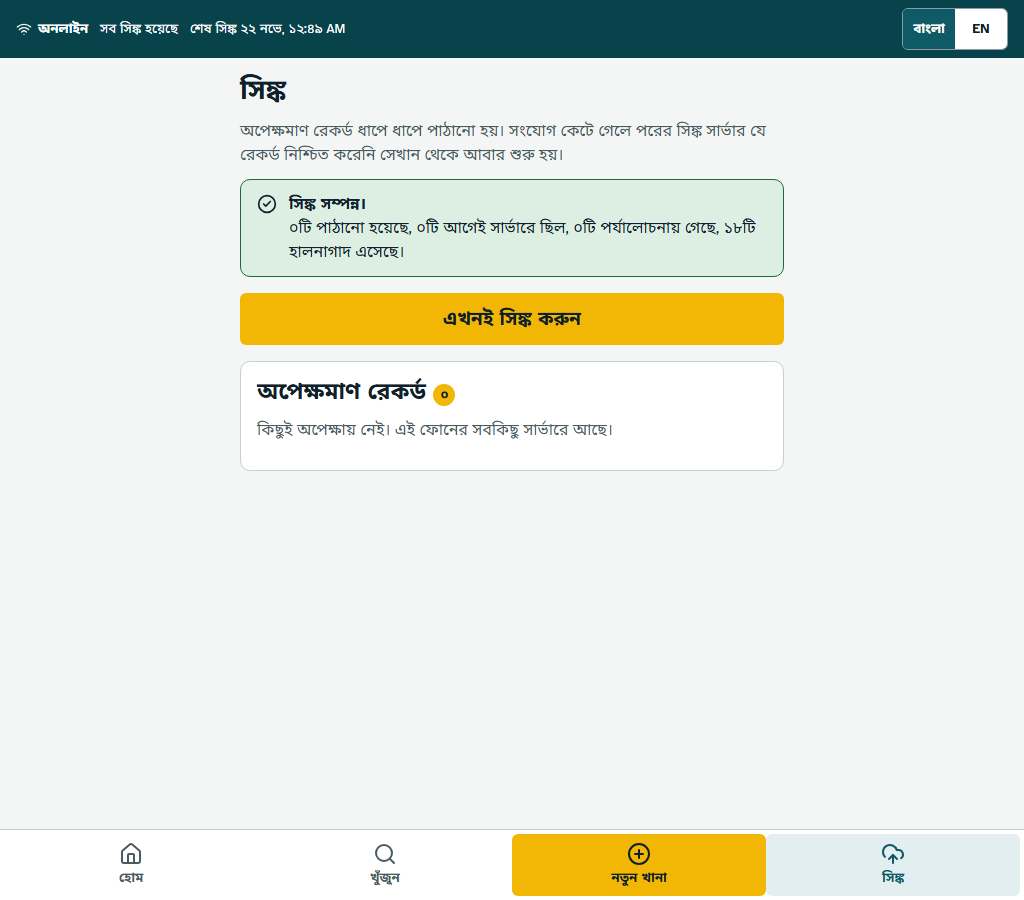 অনলাইন সব সিঙ্ক হয়েছে শেষ সিঙ্ক ২২ নভে, ১২:৪৯ AM
বাংলা EN
সিঙ্ক
অপেক্ষমাণ রেকর্ড ধাপে ধাপে পাঠানো হয়। সংযোগ কেটে গেলে পরের সিঙ্ক সার্ভার যে
রেকর্ড নিশ্চিত করেনি সেখান থেকে আবার শুরু হয়।
সিঙ্ক সম্পন্ন।
০টি পাঠানো হয়েছে, ০টি আগেই সার্ভারে ছিল, ০টি পর্যালোচনায় গেছে, ১৮টি
হালনাগাদ এসেছে।
এখনই সিঙ্ক করুন
অপেক্ষমাণ রেকর্ড ০
কিছুই অপেক্ষায় নেই। এই ফোনের সবকিছু সার্ভারে আছে।
হোম
খুঁজুন
নতুন খানা
সিঙ্ক